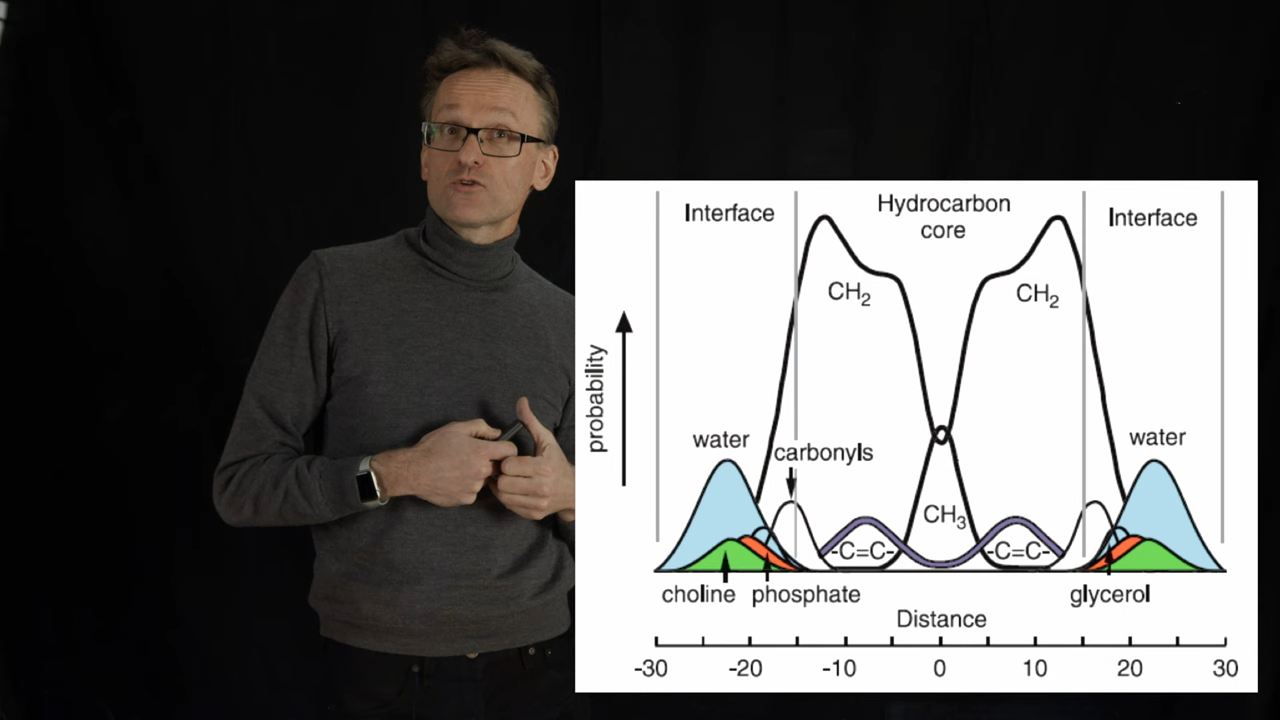 Interface
Hydrocarbon
core
Interface
CH₂
CH₂
probability
water
carbonyls
water
CH₃
-C=C-
-C=C-
choline
phosphate
glycerol
Distance
-30
-20
-10
0
10
20
30